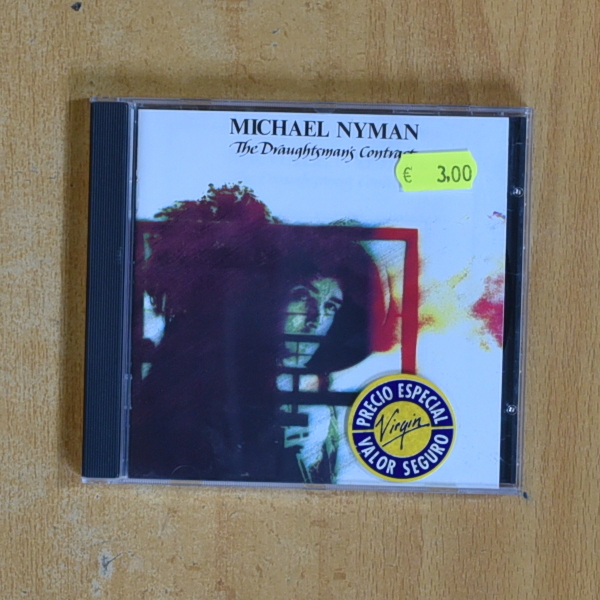 MICHAEL NYMAN
The Draughtsman's Contract
€ 3,00
PRECIO ESPECIAL
Virgin
VALOR SEGURO